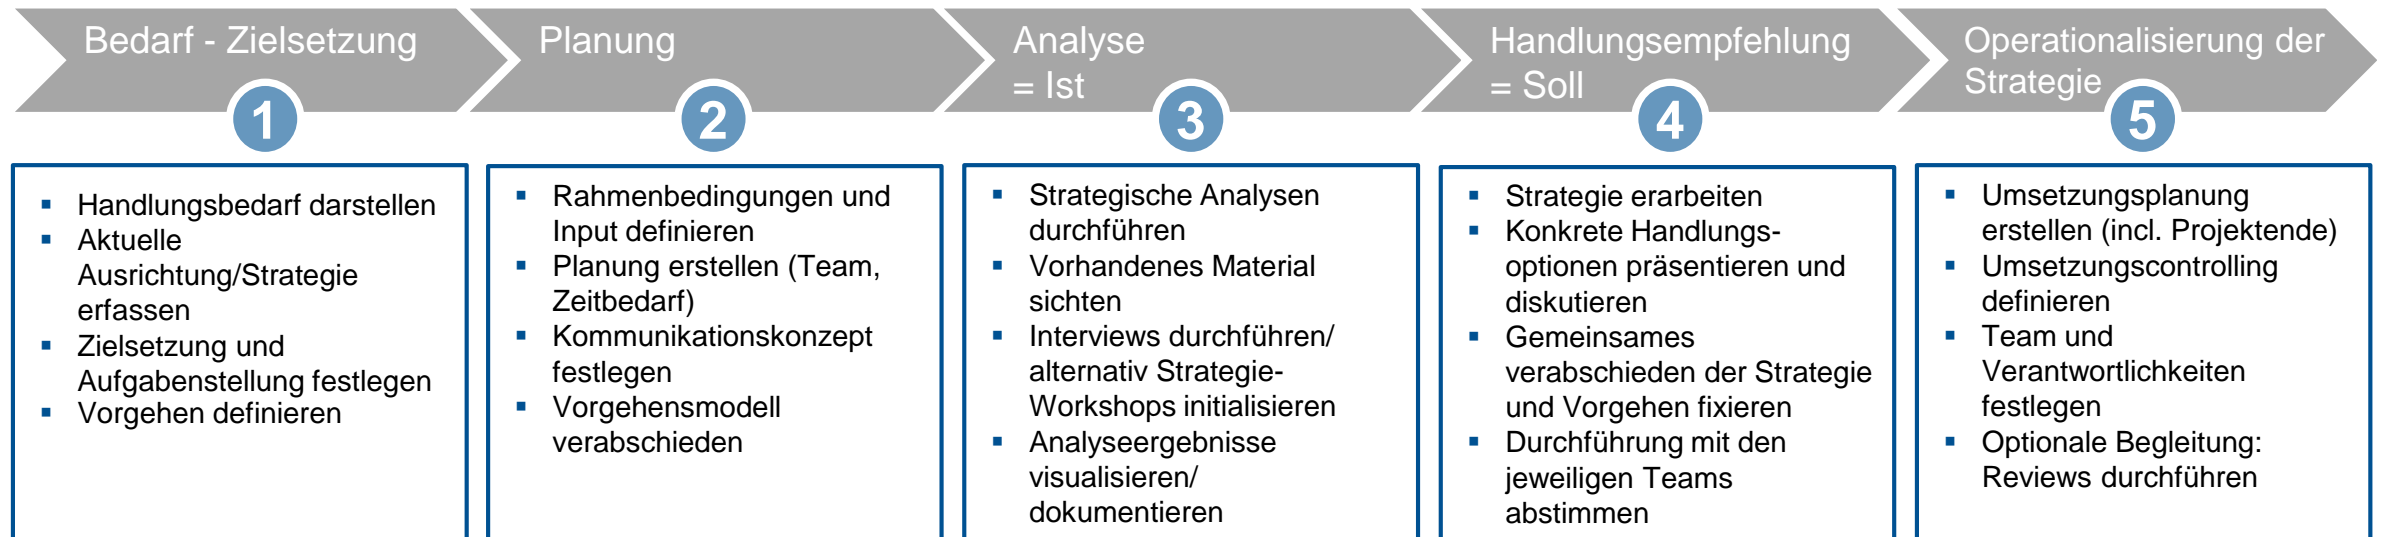 Bedarf - Zielsetzung
1
▪ Handlungsbedarf darstellen
▪ Aktuelle
Ausrichtung/Strategie
erfassen
▪ Zielsetzung und
Aufgabenstellung festlegen
▪ Vorgehen definieren
Planung
2
▪ Rahmenbedingungen und
Input definieren
▪ Planung erstellen (Team,
Zeitbedarf)
▪ Kommunikationskonzept
festlegen
▪ Vorgehensmodell
verabschieden
Analyse
= Ist
3
▪ Strategische Analysen
durchführen
▪ Vorhandenes Material
sichten
▪ Interviews durchführen/
alternativ Strategie-
Workshops initialisieren
▪ Analyseergebnisse
visualisieren/
dokumentieren
Handlungsempfehlung
= Soll
4
▪ Strategie erarbeiten
▪ Konkrete Handlungs-
optionen präsentieren und
diskutieren
▪ Gemeinsames
verabschieden der Strategie
und Vorgehen fixieren
▪ Durchführung mit den
jeweiligen Teams
abstimmen
Operationalisierung der
Strategie
5
▪ Umsetzungsplanung
erstellen (incl. Projektende)
▪ Umsetzungscontrolling
definieren
▪ Team und
Verantwortlichkeiten
festlegen
▪ Optionale Begleitung:
Reviews durchführen